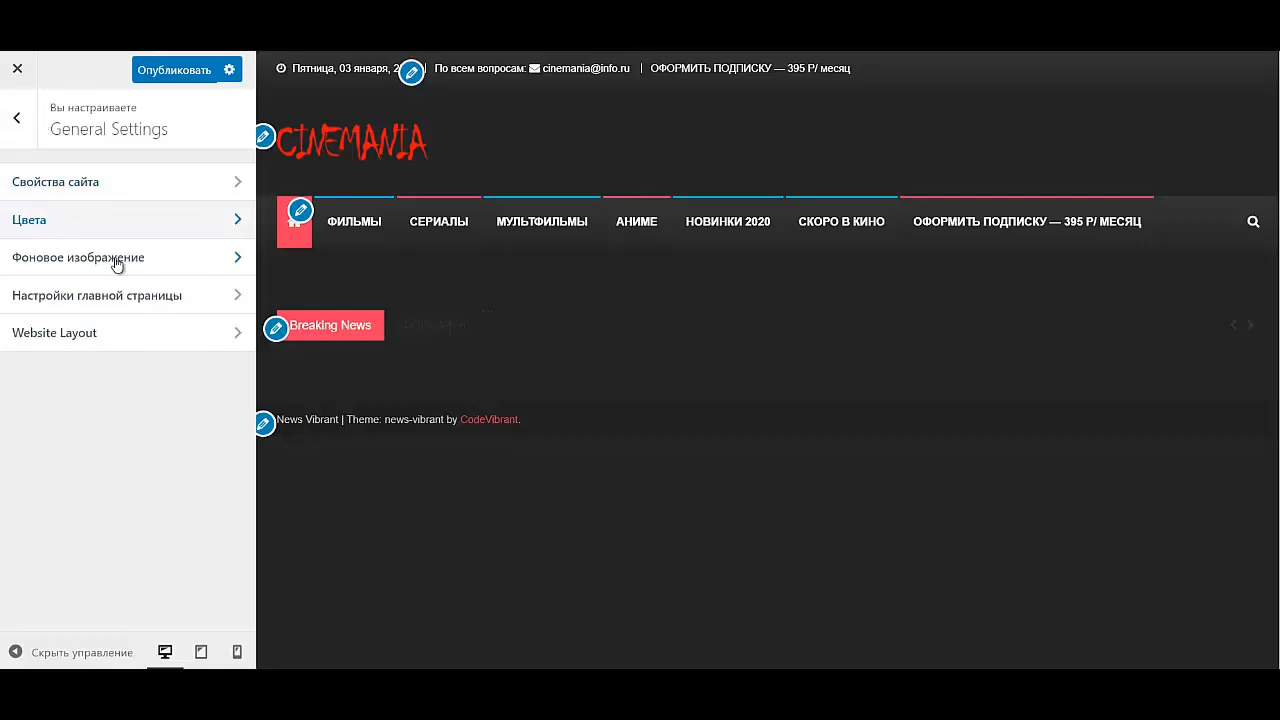 Опубликовать
Вы настраиваете
General Settings
Свойства сайта
Цвета
Фоновое изображение
Настройки главной страницы
Website Layout
Скрыть управление
Пятница, 03 января, 2 | По всем вопросам: cinemania@info.ru | ОФОРМИТЬ ПОДПИСКУ — 395 Р/ месяц
CINEMANIA
ФИЛЬМЫ СЕРИАЛЫ МУЛЬТФИЛЬМЫ АНИМЕ НОВИНКИ 2020 СКОРО В КИНО ОФОРМИТЬ ПОДПИСКУ — 395 Р/ МЕСЯЦ
Breaking News
News Vibrant | Theme: news-vibrant by CodeVibrant.